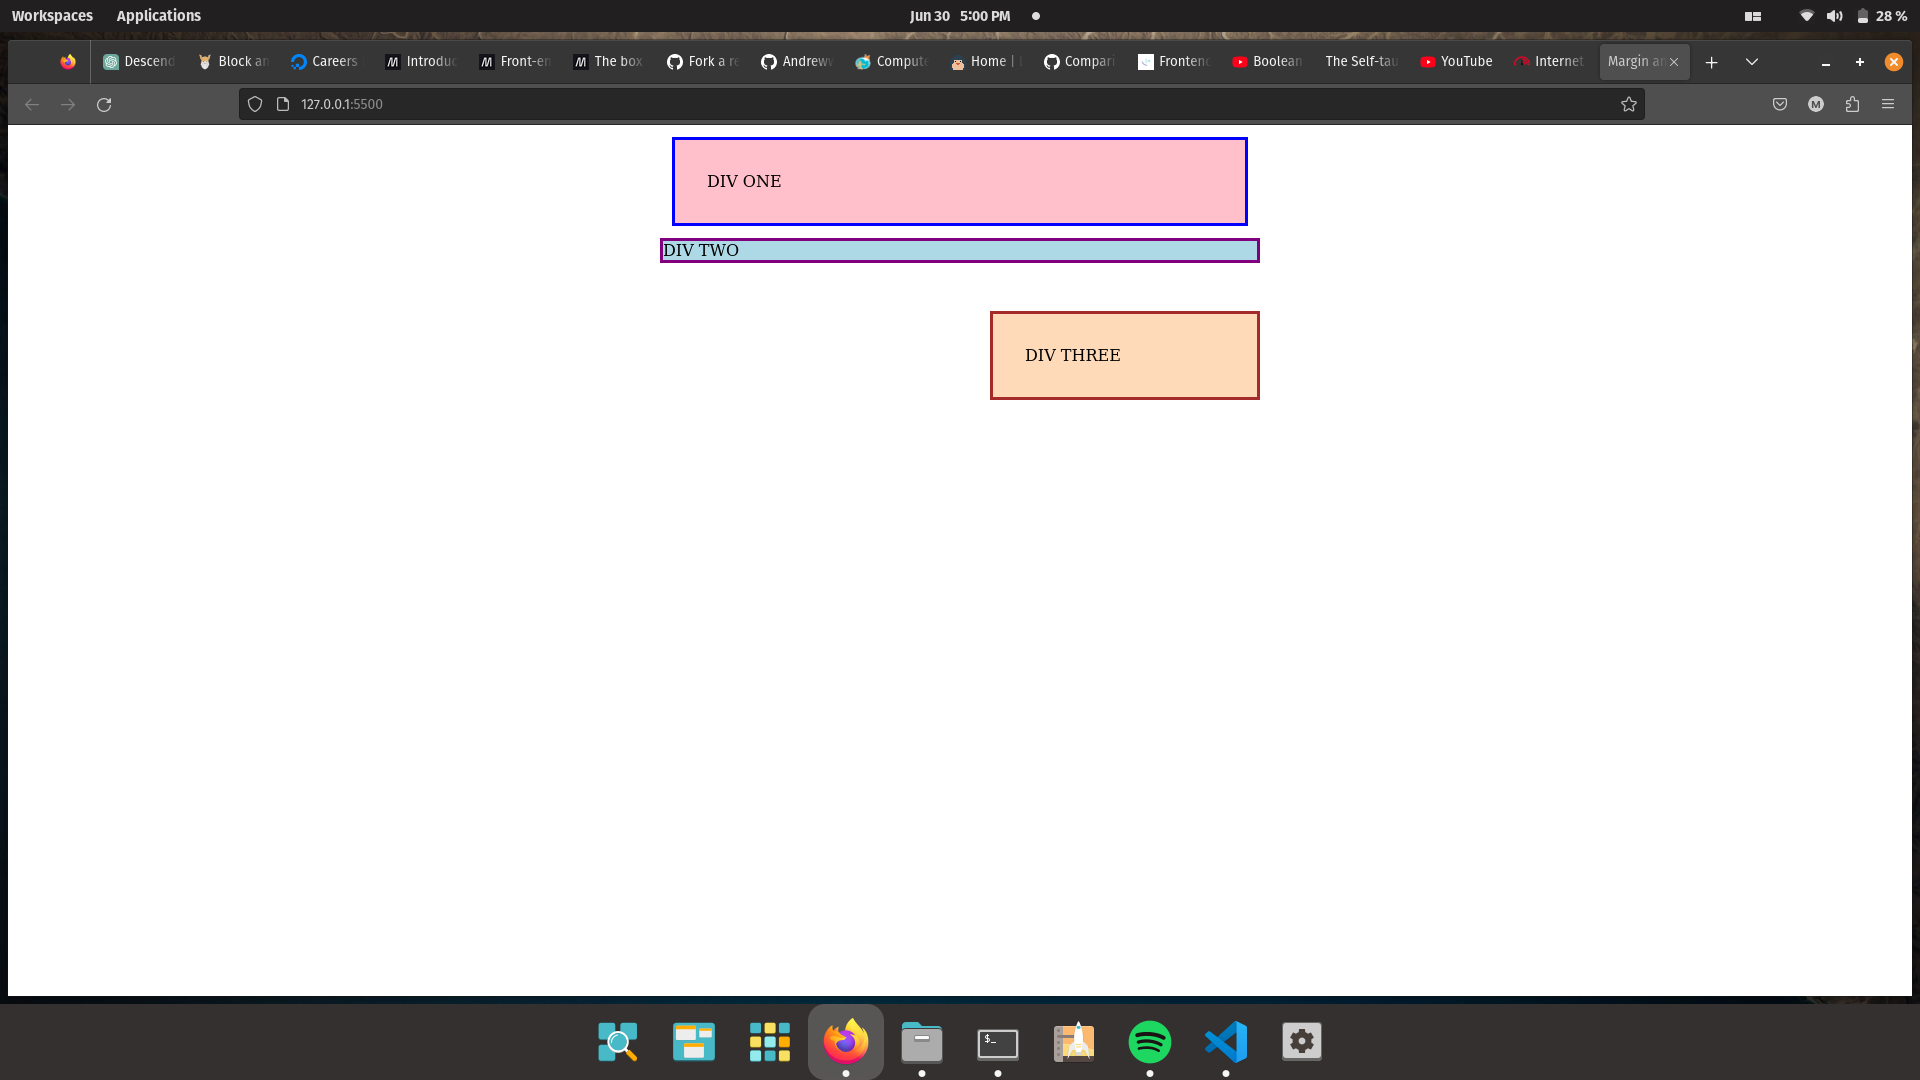 Workspaces Applications Jun 30 5:00 PM 28 %
Descend Block an Careers Introduc Front-en The box Fork a re Andreww Compute Home | Compari Fronten Boolean The Self-tau YouTube Internet Margin an
127.0.0.1:5500 M
DIV ONE
DIV TWO
DIV THREE
$_